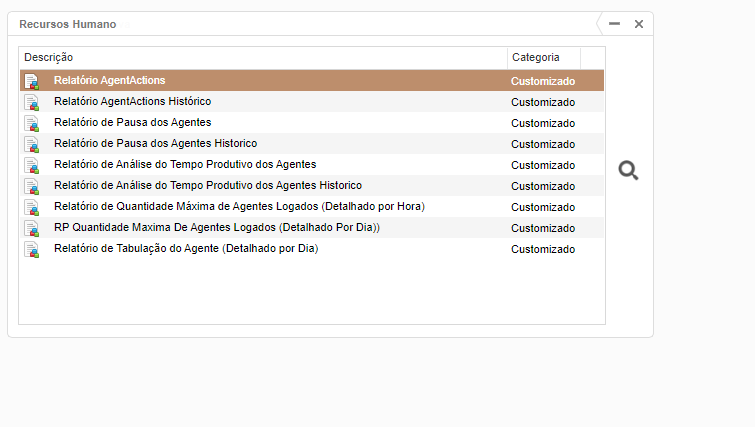 Recursos Humano
Descrição Categoria
Relatório AgentActions Customizado
Relatório AgentActions Histórico Customizado
Relatório de Pausa dos Agentes Customizado
Relatório de Pausa dos Agentes Historico Customizado
Relatório de Análise do Tempo Produtivo dos Agentes Customizado
Relatório de Análise do Tempo Produtivo dos Agentes Historico Customizado
Relatório de Quantidade Máxima de Agentes Logados (Detalhado por Hora) Customizado
RP Quantidade Maxima De Agentes Logados (Detalhado Por Dia)) Customizado
Relatório de Tabulação do Agente (Detalhado por Dia) Customizado